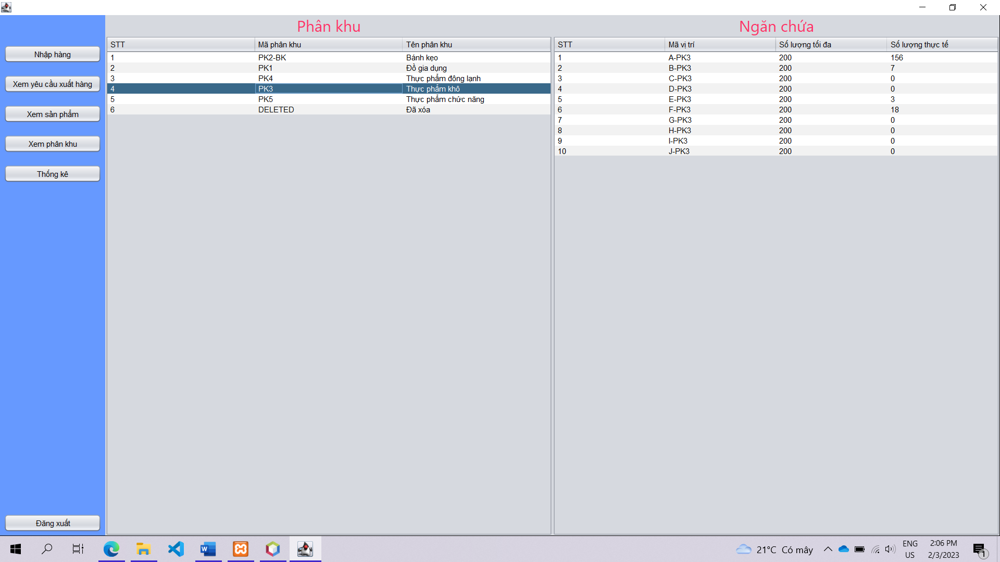 Phân khu
Ngăn chứa
Nhập hàng
Xem yêu cầu xuất hàng
Xem sản phẩm
Xem phân khu
Thống kê
Đăng xuất
STT Mã phân khu Tên phân khu
1 PK2-BK Bánh kẹo
2 PK1 Đồ gia dụng
3 PK4 Thực phẩm đông lạnh
4 PK3 Thực phẩm khô
5 PK5 Thực phẩm chức năng
6 DELETED Đã xóa
STT Mã vị trí Số lượng tối đa Số lượng thực tế
1 A-PK3 200 156
2 B-PK3 200 7
3 C-PK3 200 0
4 D-PK3 200 0
5 E-PK3 200 3
6 F-PK3 200 18
7 G-PK3 200 0
8 H-PK3 200 0
9 I-PK3 200 0
10 J-PK3 200 0
21°C Có mây
ENG
US
2:06 PM
2/3/2023
1